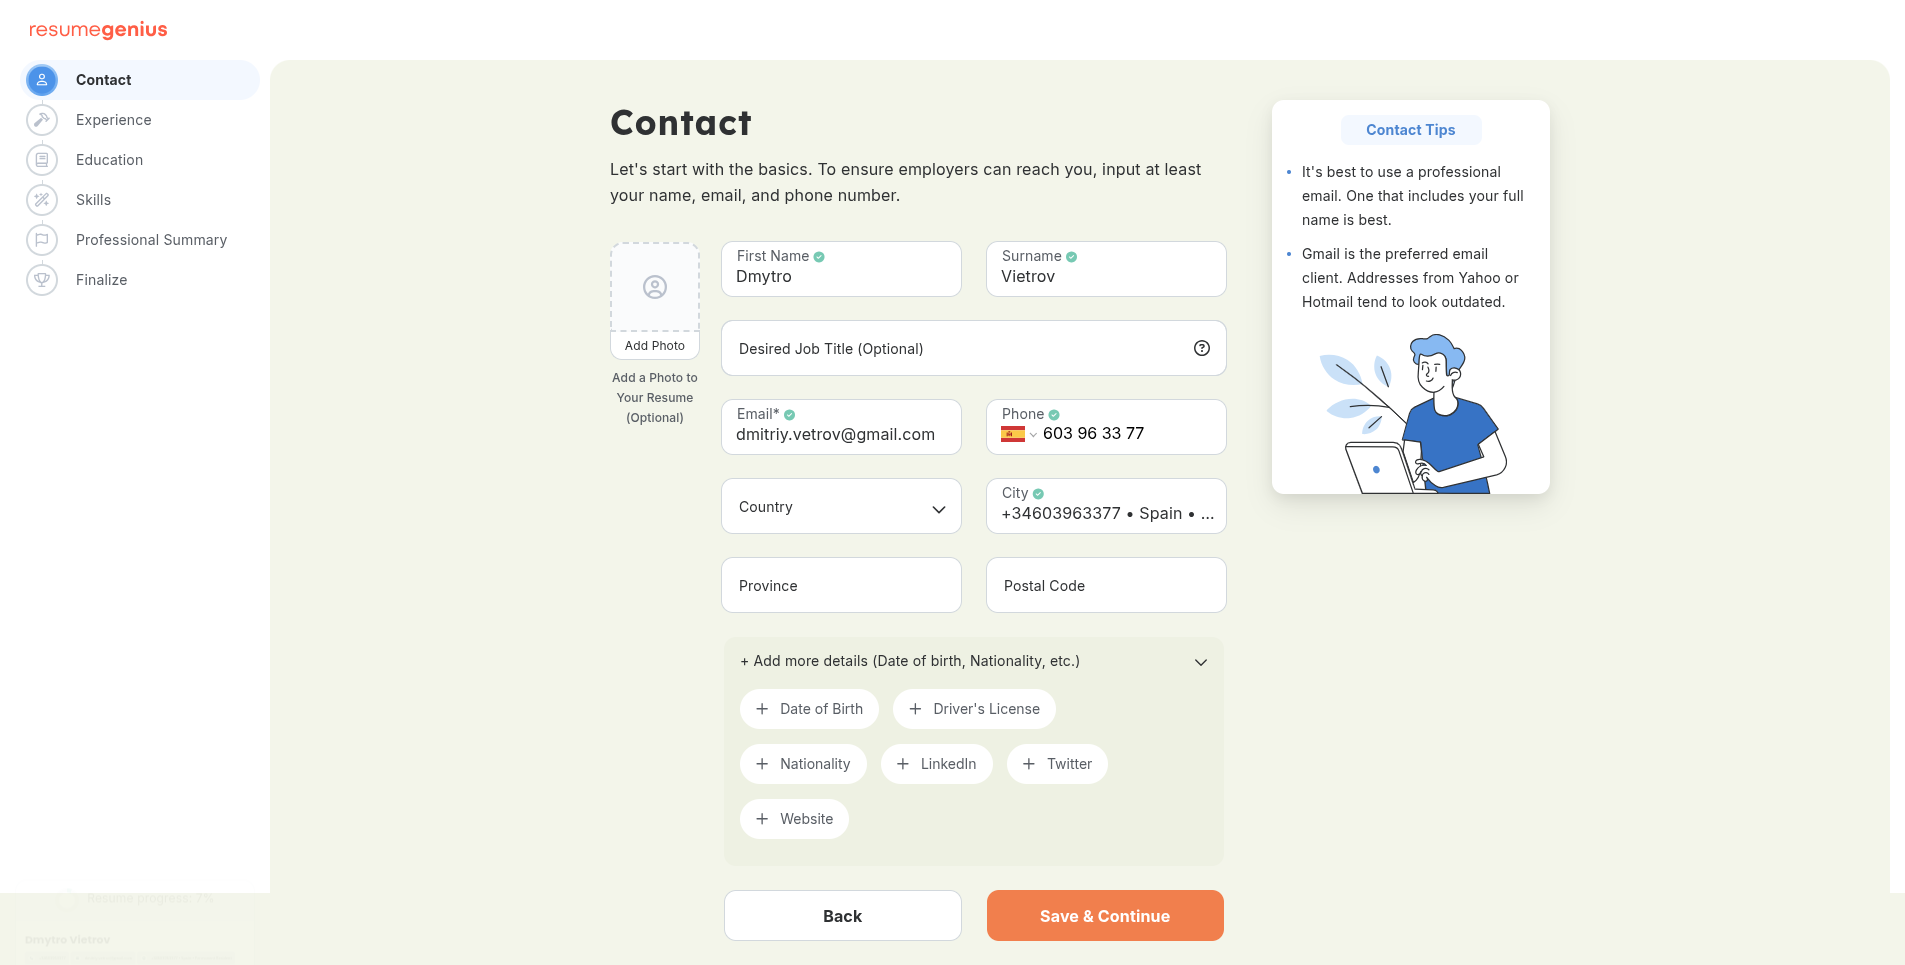 resumegenius
Contact
Experience
Education
Skills
Professional Summary
Finalize
Contact
Let's start with the basics. To ensure employers can reach you, input at least
your name, email, and phone number.
Add Photo
Add a Photo to
Your Resume
(Optional)
First Name
Dmytro
Surname
Vietrov
Desired Job Title (Optional)
Email*
dmitriy.vetrov@gmail.com
Phone
603 96 33 77
Country
City
+34603963377 • Spain • ...
Province
Postal Code
+ Add more details (Date of birth, Nationality, etc.)
+ Date of Birth
+ Driver's License
+ Nationality
+ LinkedIn
+ Twitter
+ Website
Back
Save & Continue
Contact Tips
• It's best to use a professional
email. One that includes your full
name is best.
• Gmail is the preferred email
client. Addresses from Yahoo or
Hotmail tend to look outdated.
Resume progress: 7%
Dmytro Vietrov